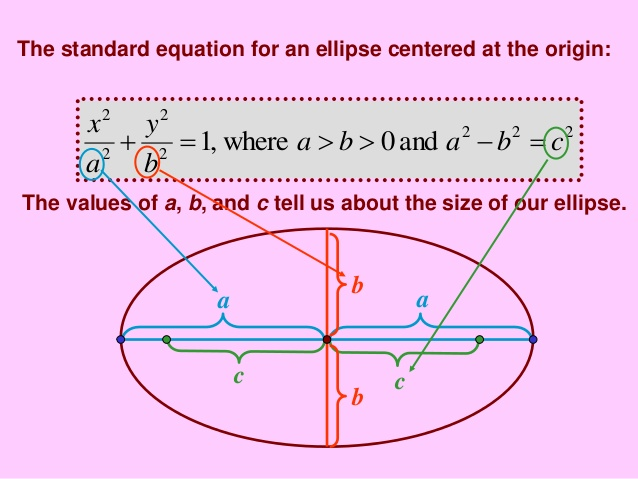 The standard equation for an ellipse centered at the origin:
x²/a² + y²/b² = 1, where a > b > 0 and a² − b² = c²
The values of a, b, and c tell us about the size of our ellipse.
b
a a
c c
b